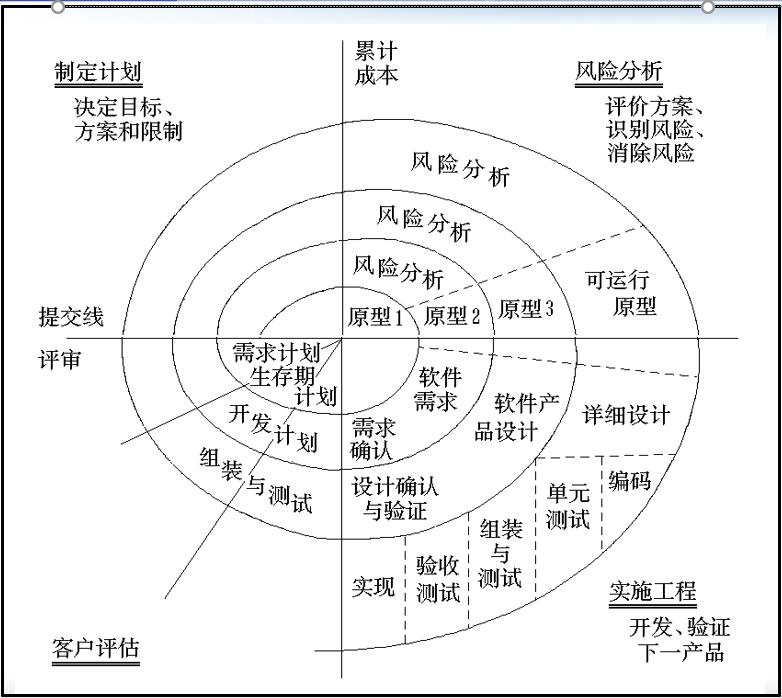 累计
成本
制定计划
决定目标、
方案和限制
风险分析
评价方案、
识别风险、
消除风险
风险分析
风险分析
风险分析
可运行
原型
原型1
原型2
原型3
提交线
评审
需求计划
生存期
计划
开发计划
组装与测试
软件
需求
需求
确认
软件产
品设计
设计确认
与验证
详细设计
编码
单元
测试
组装
与
测试
验收
测试
实现
实施工程
开发、验证
下一产品
客户评估